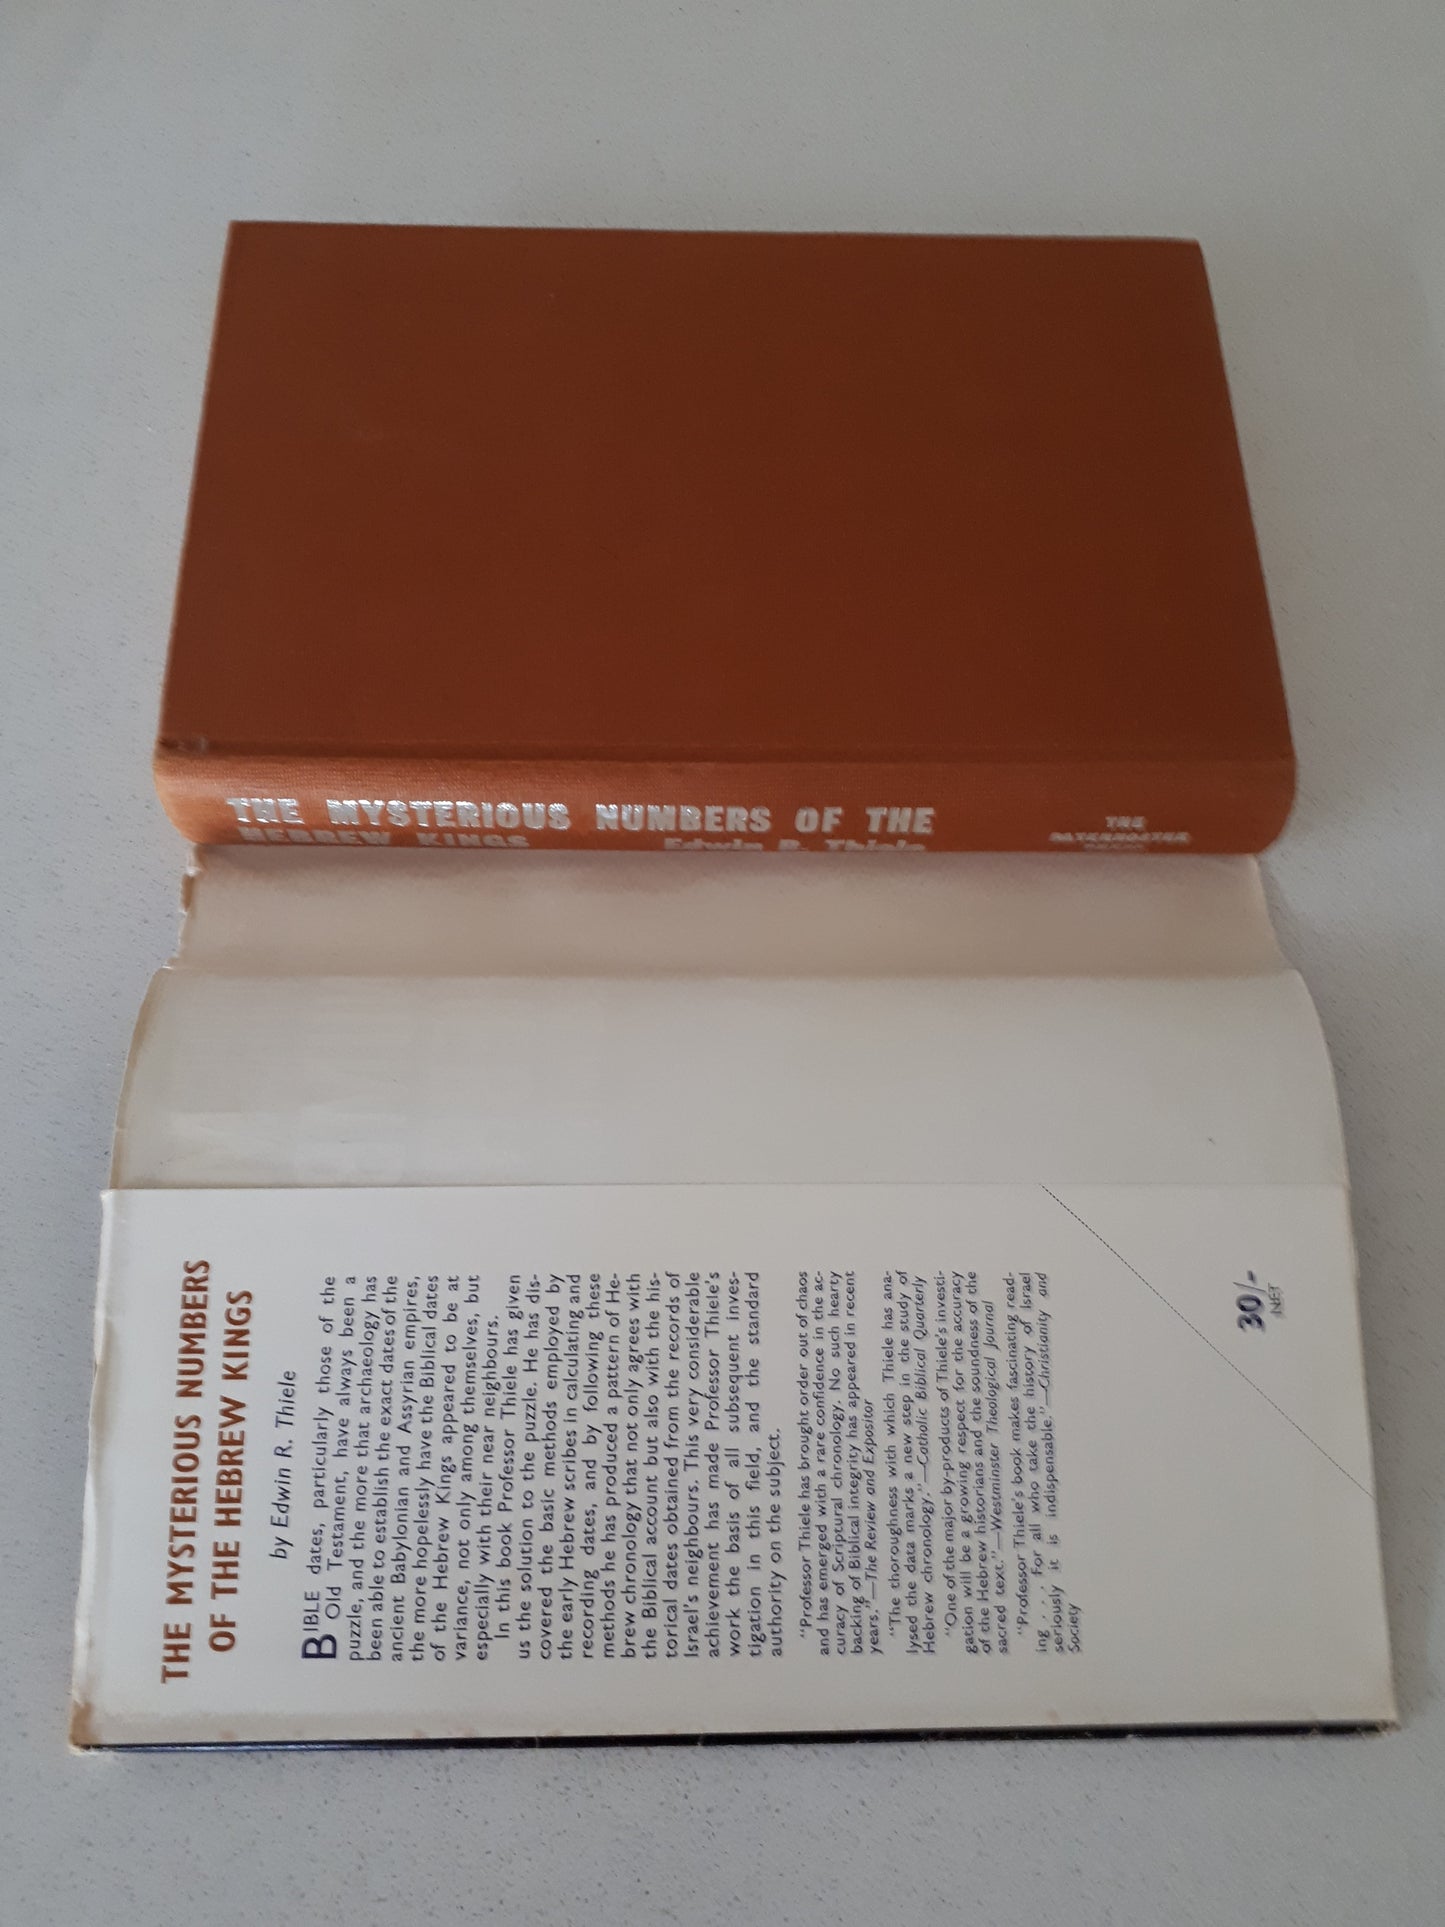 THE MYSTERIOUS NUMBERS OF THE
HEBREW KINGS Edwin R. Thiele
THE
PATERNOSTER
PRESS
THE MYSTERIOUS NUMBERS
OF THE HEBREW KINGS
by Edwin R. Thiele
BIBLE dates, particularly those of the
Old Testament, have always been a
puzzle, and the more that archaeology has
been able to establish the exact dates of the
ancient Babylonian and Assyrian empires,
the more hopelessly have the Biblical dates
of the Hebrew Kings appeared to be at
variance, not only among themselves, but
especially with their near neighbours.
In this book Professor Thiele has given
us the solution to the puzzle. He has dis-
covered the basic methods employed by
the early Hebrew scribes in calculating and
recording dates, and by following these
methods he has produced a pattern of He-
brew chronology that not only agrees with
the Biblical account but also with the his-
torical dates obtained from the records of
Israel's neighbours. This very considerable
achievement has made Professor Thiele's
work the basis of all subsequent inves-
tigation in this field, and the standard
authority on the subject.
"Professor Thiele has brought order out of chaos
and has emerged with a rare confidence in the ac-
curacy of Scriptural chronology. No such hearty
backing of Biblical integrity has appeared in recent
years."—The Review and Expositor
"The thoroughness with which Thiele has ana-
lysed the data marks a new step in the study of
Hebrew chronology."—Catholic Biblical Quarterly
"One of the major by-products of Thiele's investi-
gation will be a growing respect for the accuracy
of the Hebrew historians and the soundness of the
sacred text."—Westminster Theological Journal
"Professor Thiele's book makes fascinating read-
ing . . . for all who take the history of Israel
seriously it is indispensable."—Christianity and
Society
30/-
NET